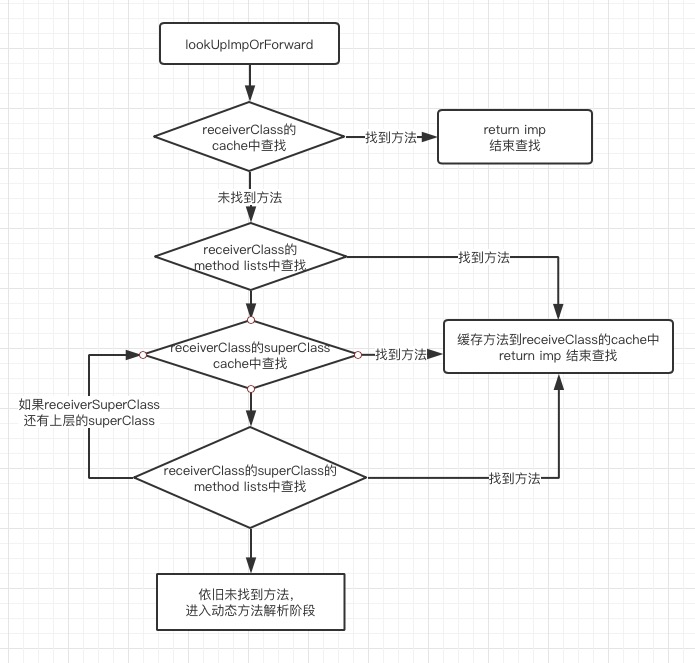 lookUpImpOrForward
receiverClass的
cache中查找
找到方法
return imp
结束查找
未找到方法
receiverClass的
method lists中查找
找到方法
receiverClass的superClass
cache中查找
找到方法
缓存方法到receiveClass的cache中
return imp 结束查找
如果receiverSuperClass
还有上层的superClass
receiverClass的superClass的
method lists中查找
找到方法
依旧未找到方法,
进入动态方法解析阶段